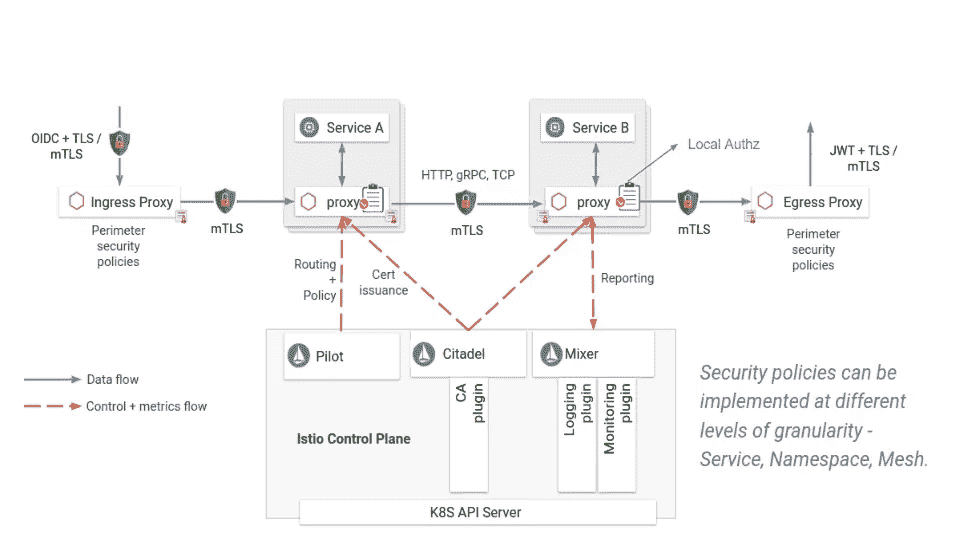 Service A
Service B
Local Authz
OIDC + TLS /
mTLS
JWT + TLS /
mTLS
HTTP, gRPC, TCP
Ingress Proxy
proxy
proxy
Egress Proxy
mTLS
mTLS
mTLS
Perimeter
security
policies
Perimeter
security
policies
Routing
+
Policy
Cert
issuance
Reporting
Pilot
Citadel
Mixer
Data flow
Control + metrics flow
CA
plugin
Logging
plugin
Monitoring
plugin
Istio Control Plane
K8S API Server
Security policies can be
implemented at different
levels of granularity -
Service, Namespace, Mesh.